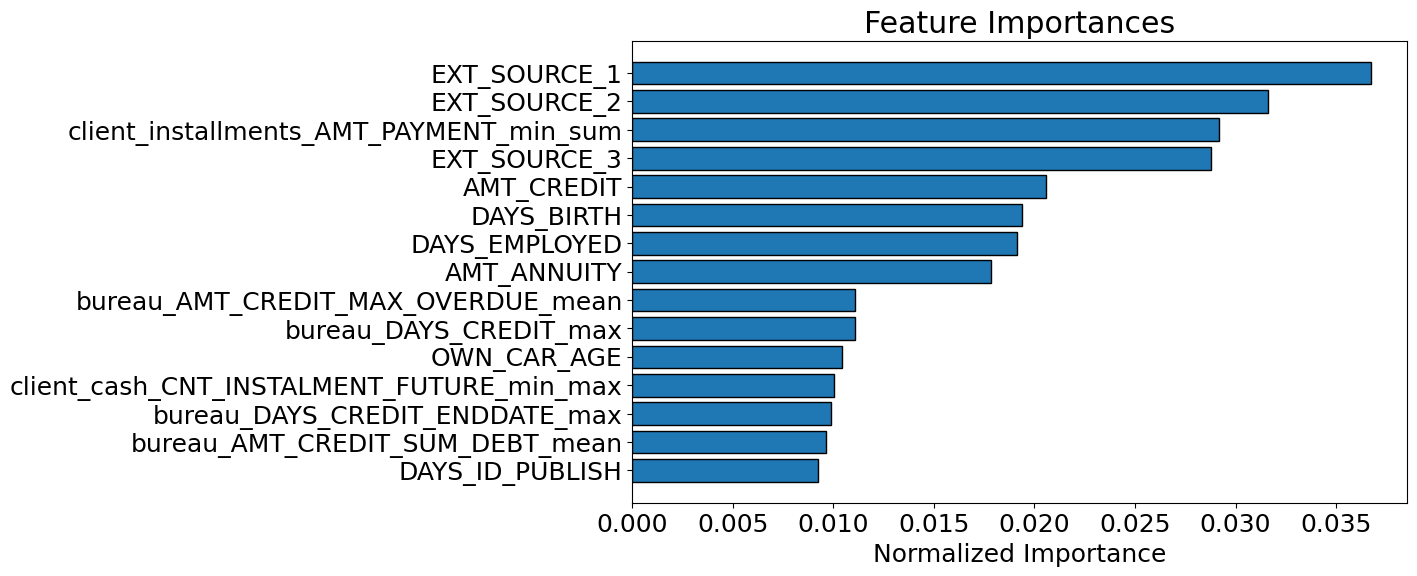 Feature Importances
EXT_SOURCE_1
EXT_SOURCE_2
client_installments_AMT_PAYMENT_min_sum
EXT_SOURCE_3
AMT_CREDIT
DAYS_BIRTH
DAYS_EMPLOYED
AMT_ANNUITY
bureau_AMT_CREDIT_MAX_OVERDUE_mean
bureau_DAYS_CREDIT_max
OWN_CAR_AGE
client_cash_CNT_INSTALMENT_FUTURE_min_max
bureau_DAYS_CREDIT_ENDDATE_max
bureau_AMT_CREDIT_SUM_DEBT_mean
DAYS_ID_PUBLISH
0.000 0.005 0.010 0.015 0.020 0.025 0.030 0.035
Normalized Importance